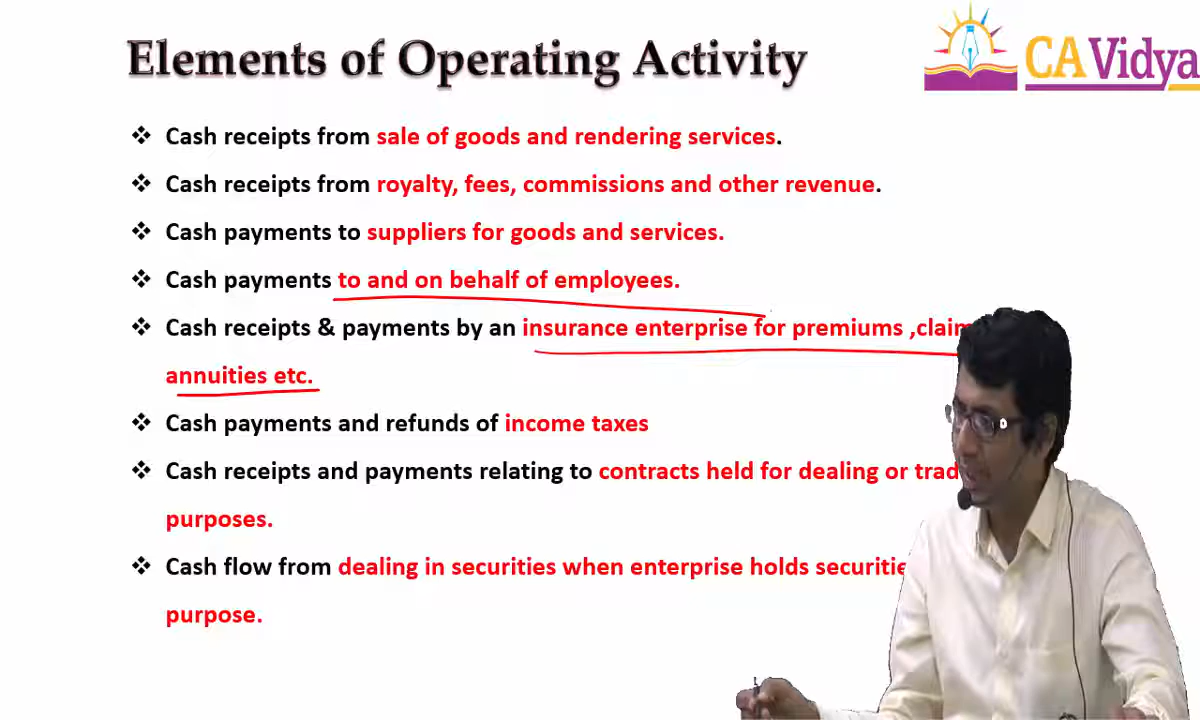 Elements of Operating Activity
CA Vidya
❖ Cash receipts from sale of goods and rendering services.
❖ Cash receipts from royalty, fees, commissions and other revenue.
❖ Cash payments to suppliers for goods and services.
❖ Cash payments to and on behalf of employees.
❖ Cash receipts & payments by an insurance enterprise for premiums ,
annuities etc.
❖ Cash payments and refunds of income taxes
❖ Cash receipts and payments relating to contracts held for dealing or
purposes.
❖ Cash flow from dealing in securities when enterprise holds
purpose.